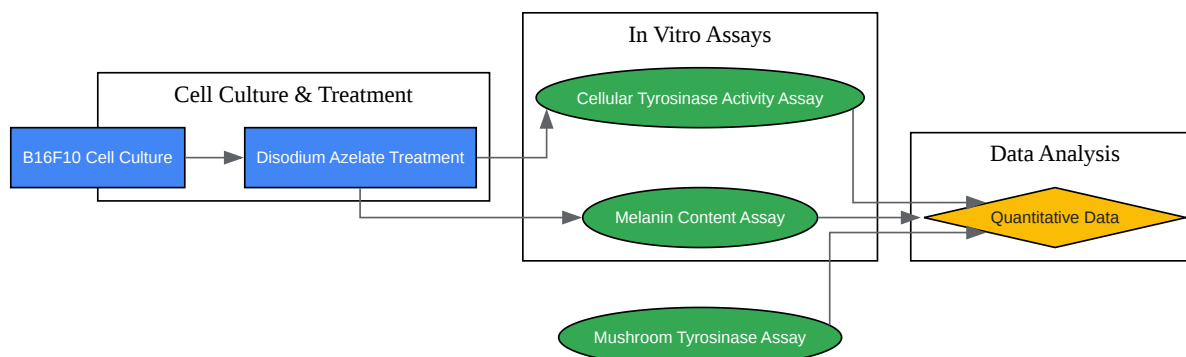 Cell Culture & Treatment
B16F10 Cell Culture
Disodium Azelate Treatment
In Vitro Assays
Cellular Tyrosinase Activity Assay
Melanin Content Assay
Mushroom Tyrosinase Assay
Data Analysis
Quantitative Data